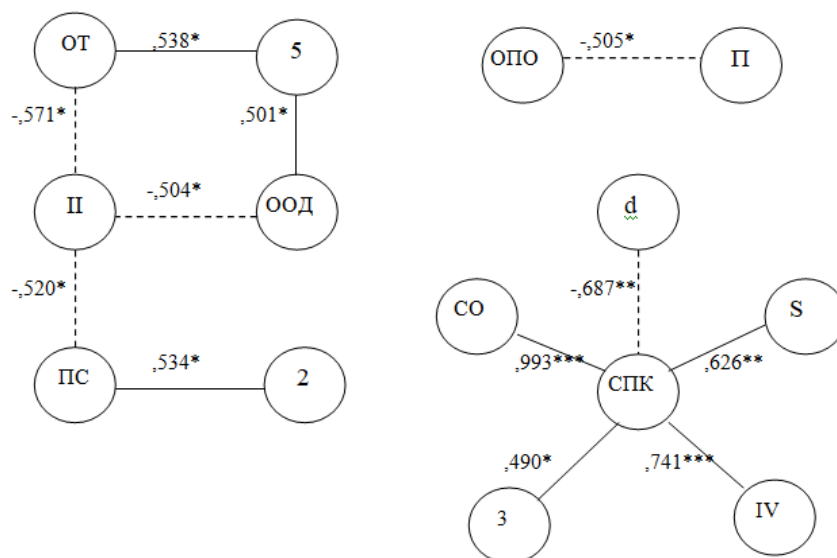 ОТ
,538*
5
-,571*
,501*
II
-,504*
ООД
-,520*
ПС
,534*
2
ОПО
-,505*
П
d
-,687**
СО
S
,993***
,626**
СПК
,490*
,741***
3
IV